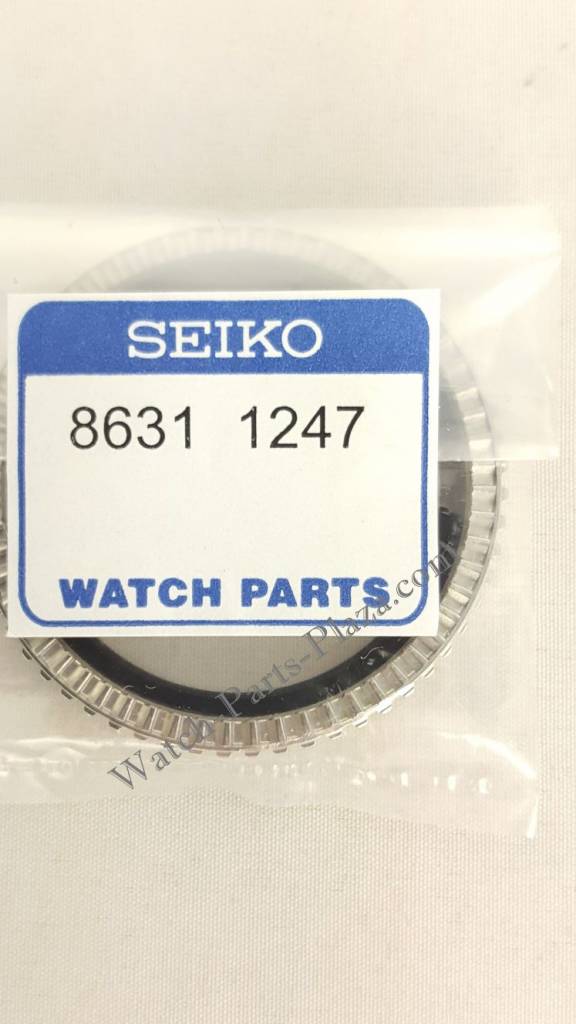 SEIKO
8631 1247
WATCH PARTS
Watch-Parts-Plaza.com